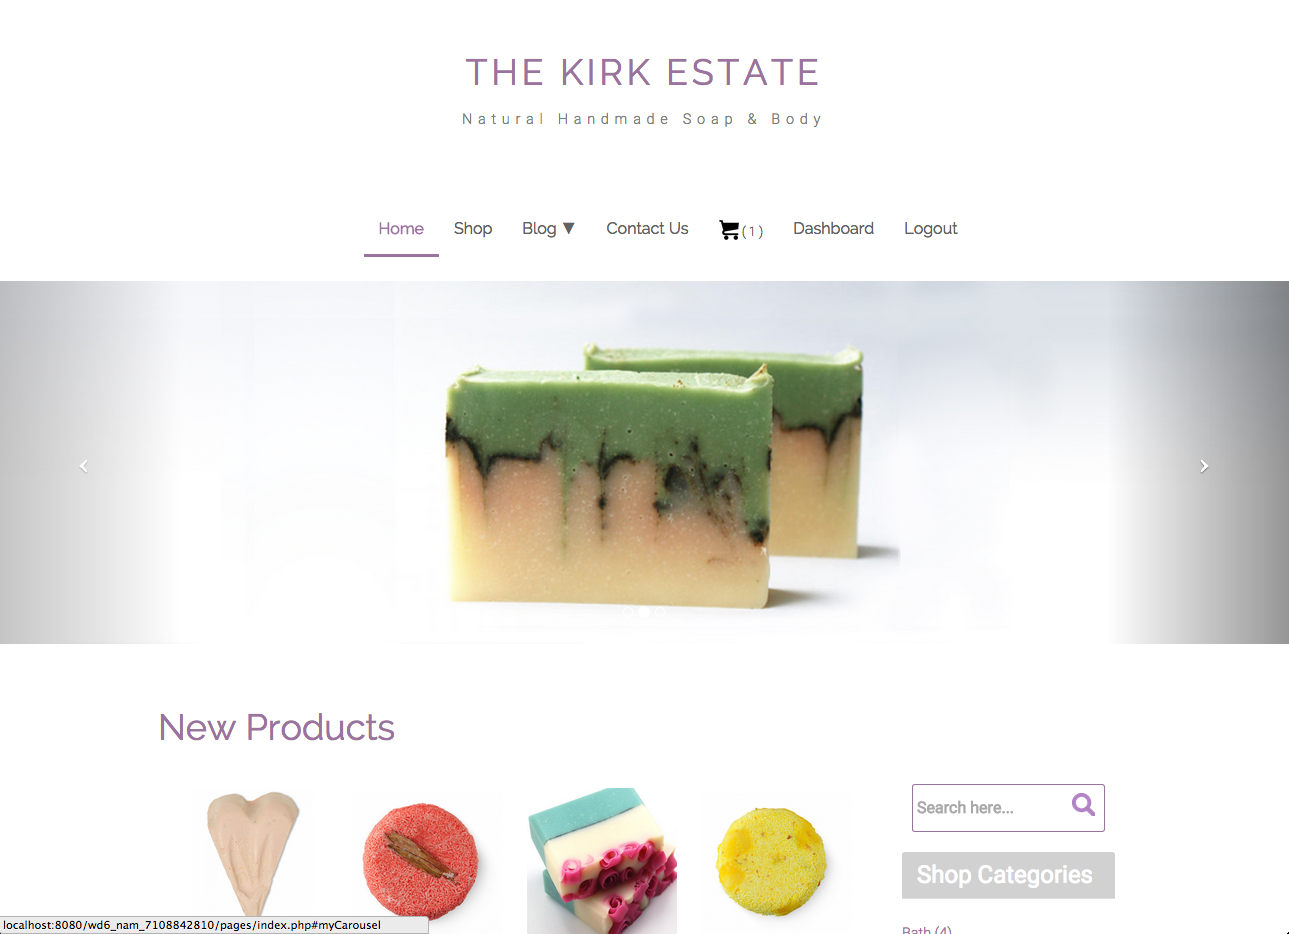 THE KIRK ESTATE
Natural Handmade Soap & Body
Home Shop Blog ▼ Contact Us (1) Dashboard Logout
New Products
Search here...
Shop Categories
Bath (4)
localhost:8080/wd6_nam_7108842810/pages/index.php#myCarousel